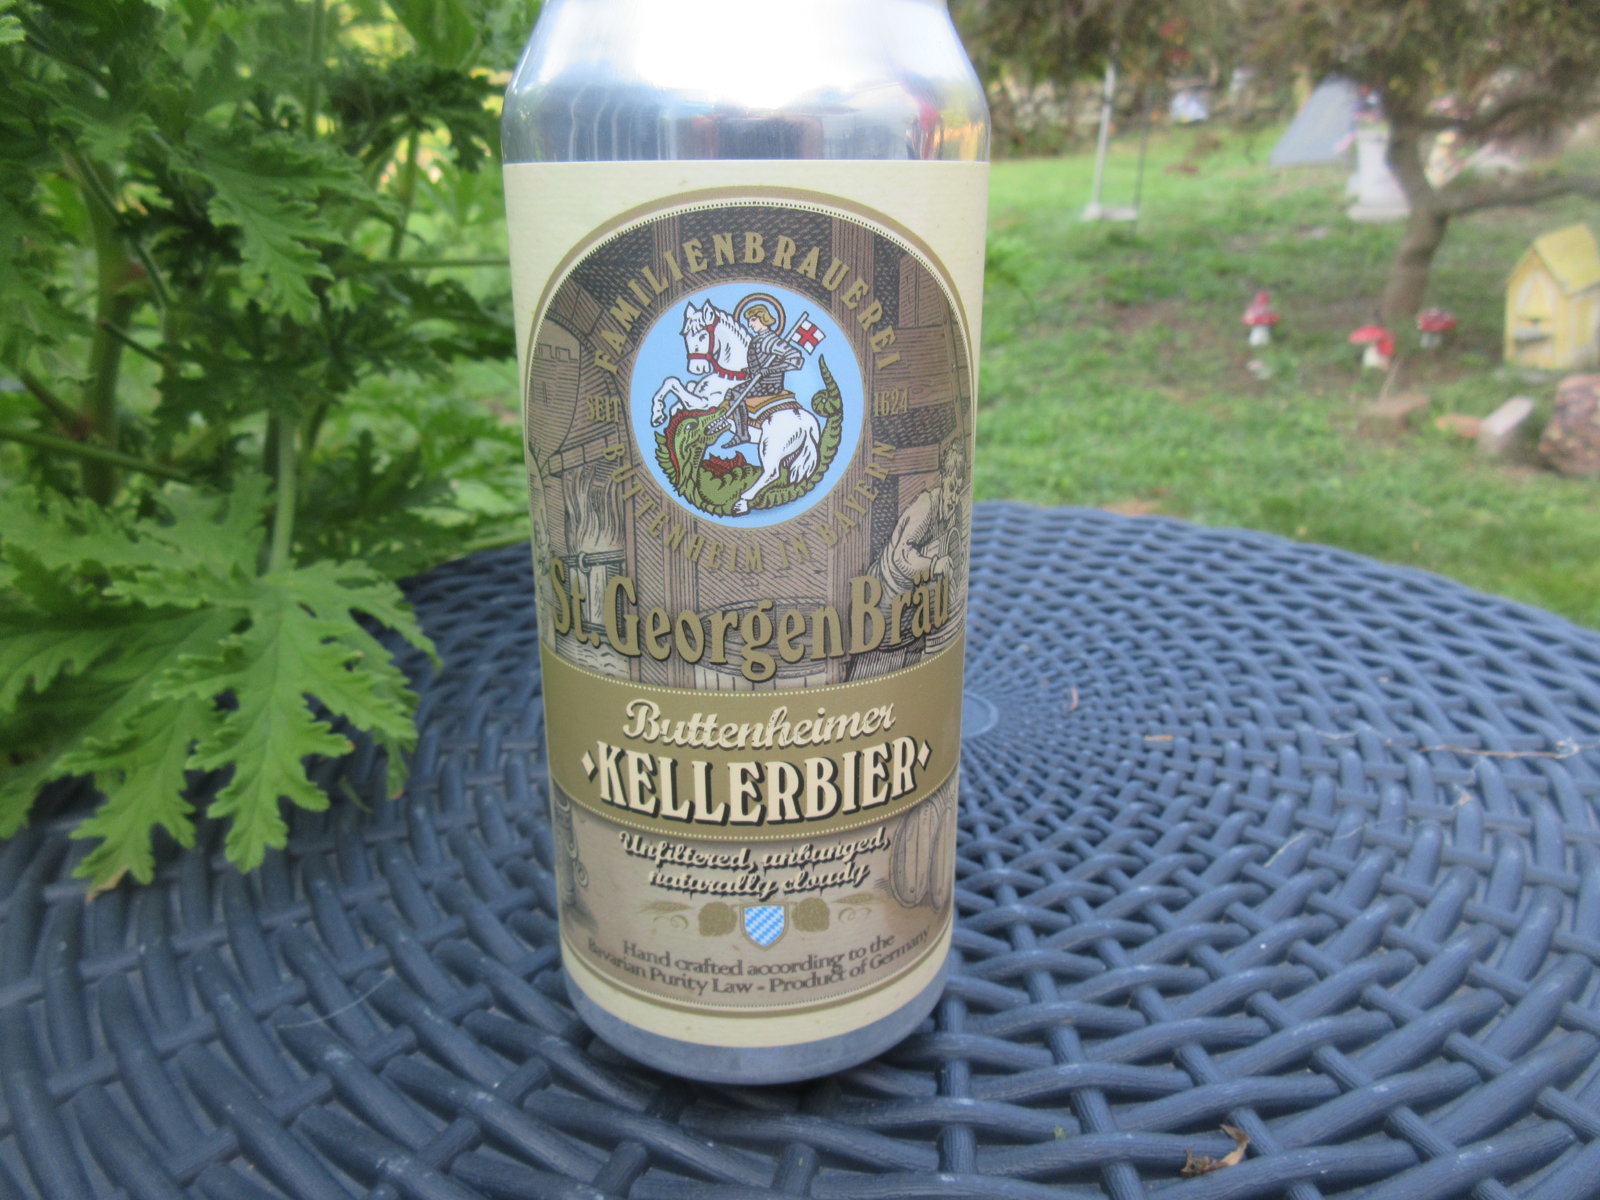 FAMILIENBRAUEREI
SEIT 1624
BUTTENHEIM IN BAYERN
St. GeorgenBräu
Buttenheimer
KELLERBIER
Unfiltered, unbunged,
naturally cloudy
Hand crafted according to the
Bavarian Purity Law - Product of Germany